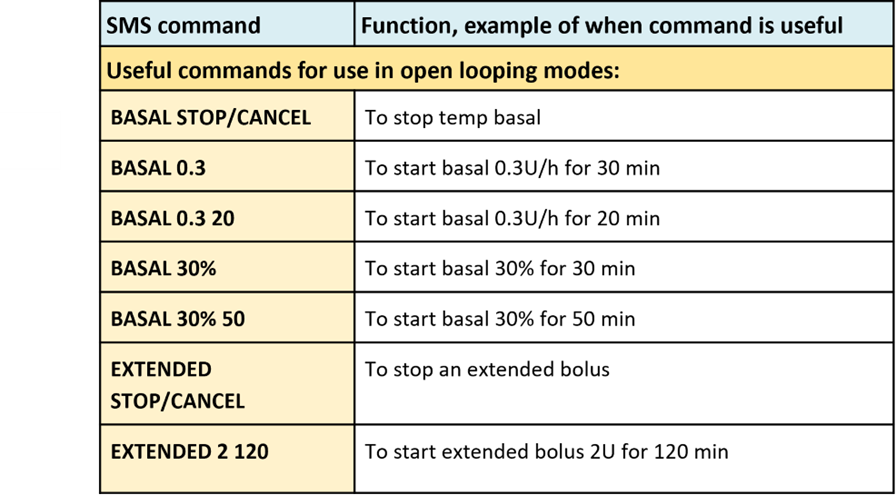 SMS command Function, example of when command is useful
Useful commands for use in open looping modes:
BASAL STOP/CANCEL To stop temp basal
BASAL 0.3 To start basal 0.3U/h for 30 min
BASAL 0.3 20 To start basal 0.3U/h for 20 min
BASAL 30% To start basal 30% for 30 min
BASAL 30% 50 To start basal 30% for 50 min
EXTENDED To stop an extended bolus
STOP/CANCEL
EXTENDED 2 120 To start extended bolus 2U for 120 min